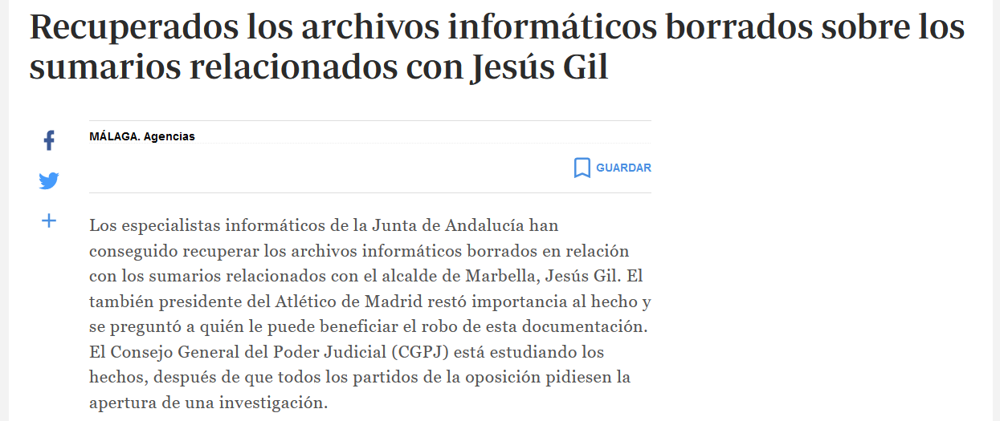 Recuperados los archivos informáticos borrados sobre los
sumarios relacionados con Jesús Gil
MÁLAGA. Agencias
GUARDAR
Los especialistas informáticos de la Junta de Andalucía han
conseguido recuperar los archivos informáticos borrados en relación
con los sumarios relacionados con el alcalde de Marbella, Jesús Gil. El
también presidente del Atlético de Madrid restó importancia al hecho y
se preguntó a quién le puede beneficiar el robo de esta documentación.
El Consejo General del Poder Judicial (CGPJ) está estudiando los
hechos, después de que todos los partidos de la oposición pidiesen la
apertura de una investigación.